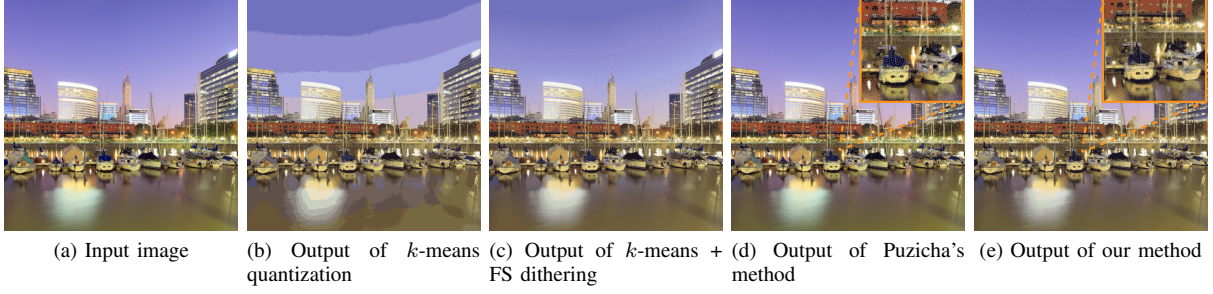 (a) Input image
(b) Output of k-means
quantization
(c) Output of k-means +
FS dithering
(d) Output of Puzicha's
method
(e) Output of our method